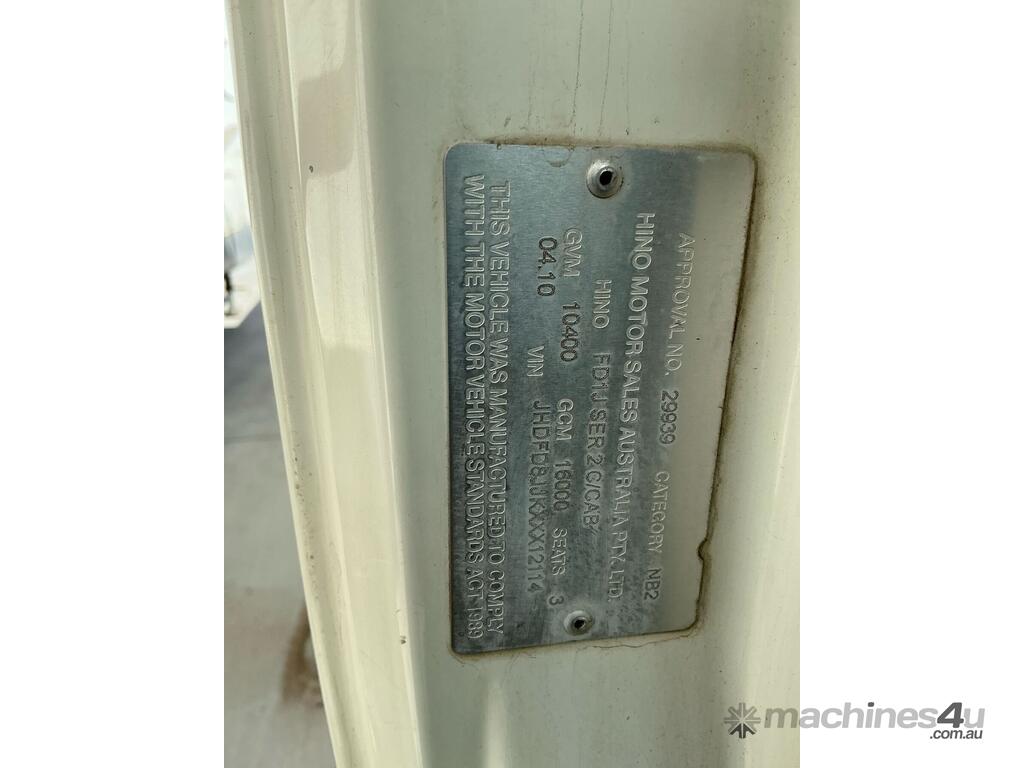 APPROVAL NO. 29939 CATEGORY NB2
HINO MOTOR SALES AUSTRALIA PTY. LTD.
HINO FD1J SER 2 C/CAB
GVM 10400 GCM 16000 SEATS 3
04.10 VIN JHDFD8JJKXXX12114
THIS VEHICLE WAS MANUFACTURED TO COMPLY
WITH THE MOTOR VEHICLE STANDARDS ACT 1989
machines4u
.com.au